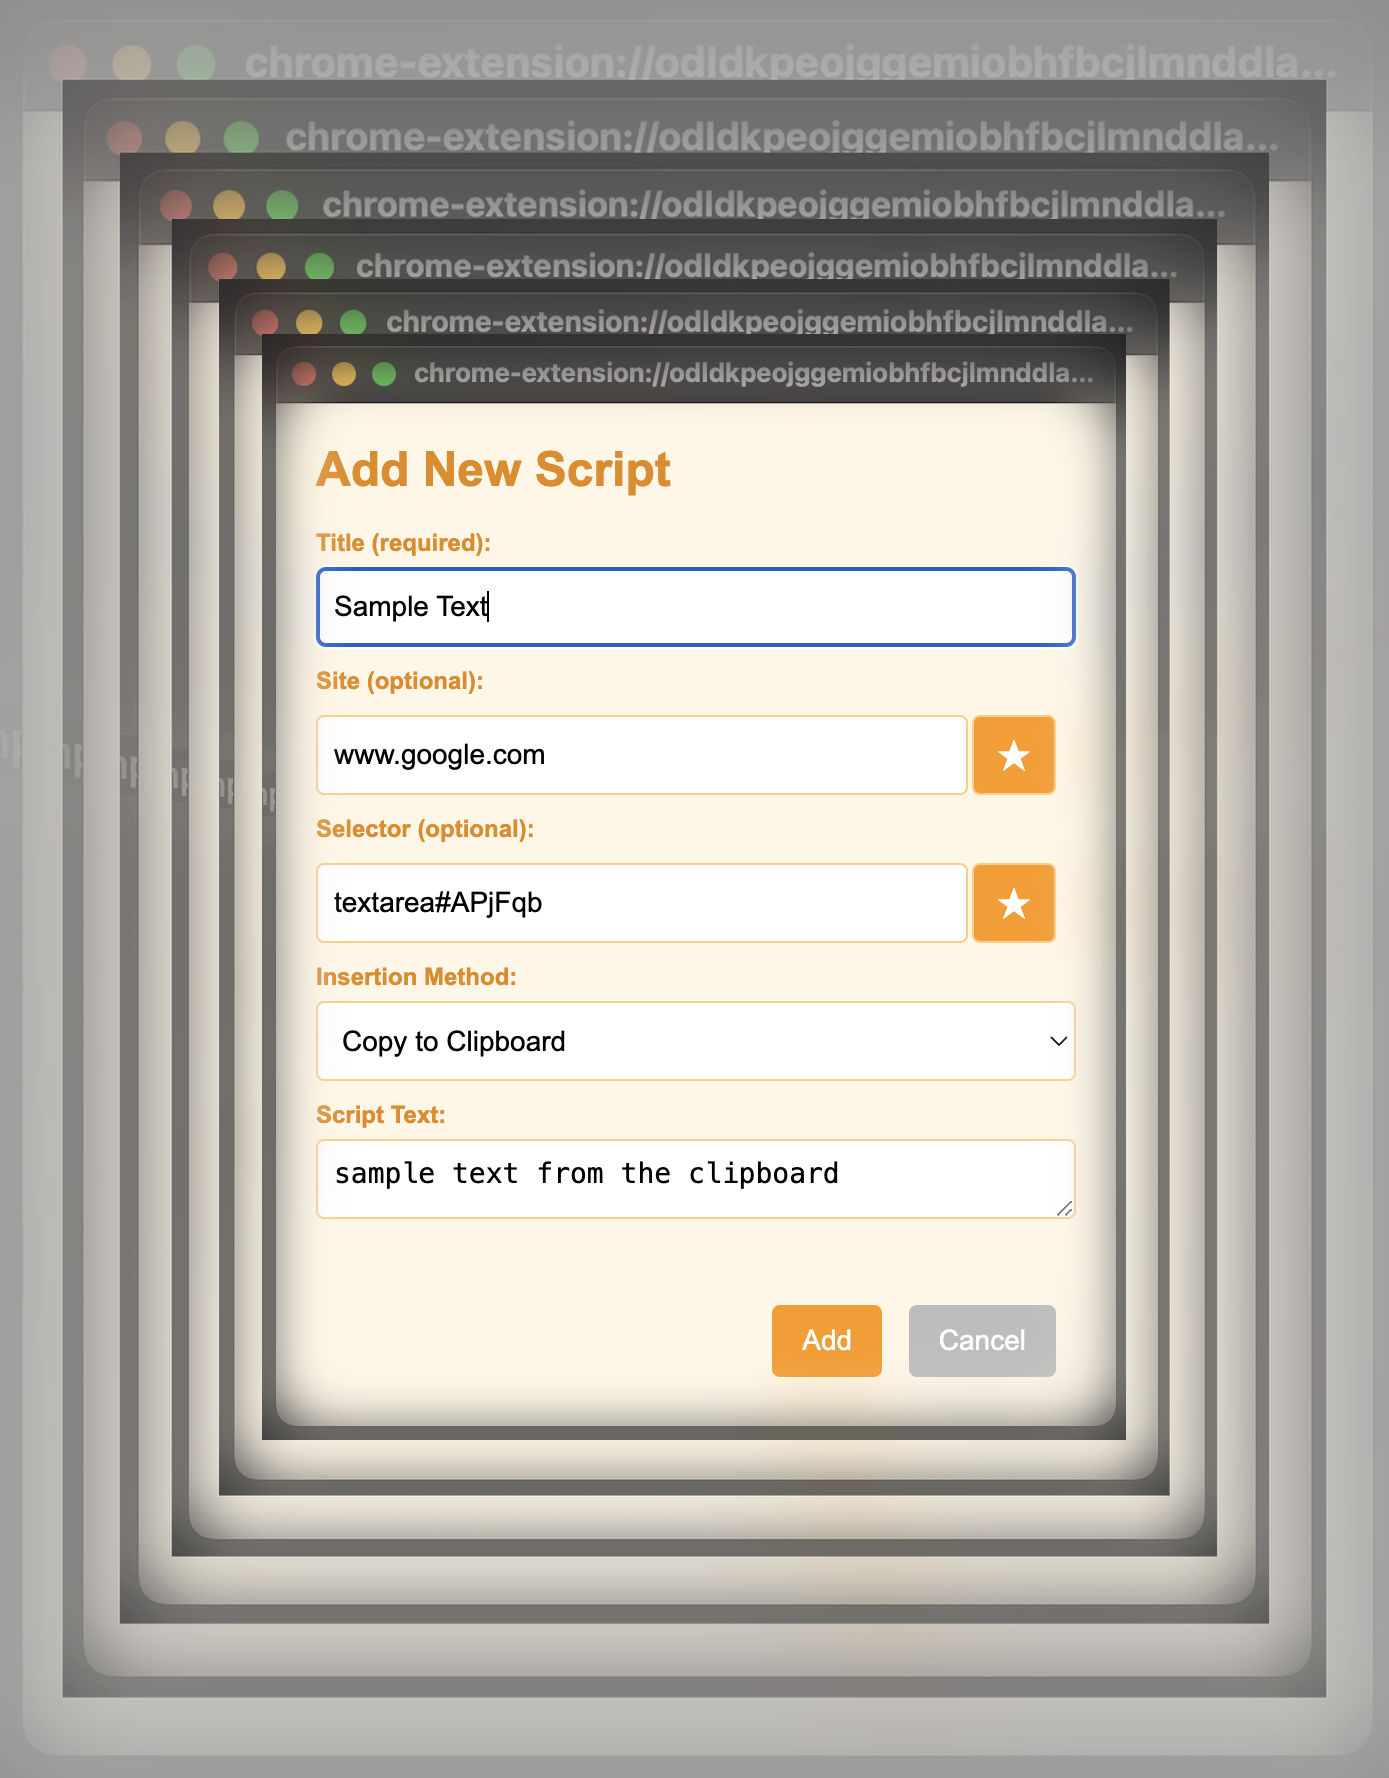 chrome-extension://odldkpeojggemiobhfbcjlmnddla...
chrome-extension://odldkpeojggemiobhfbcjlmnddla...
chrome-extension://odldkpeojggemiobhfbcjlmnddla...
chrome-extension://odldkpeojggemiobhfbcjlmnddla...
chrome-extension://odldkpeojggemiobhfbcjlmnddla...
chrome-extension://odldkpeojggemiobhfbcjlmnddla...
Add New Script
Title (required):
Sample Text
Site (optional):
www.google.com
Selector (optional):
textarea#APjFqb
Insertion Method:
Copy to Clipboard
Script Text:
sample text from the clipboard
Add Cancel